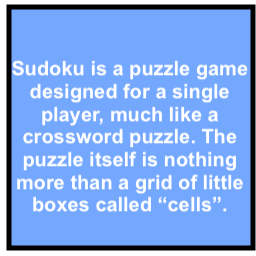 Sudoku is a puzzle game
designed for a single
player, much like a
crossword puzzle. The
puzzle itself is nothing
more than a grid of little
boxes called “cells”.